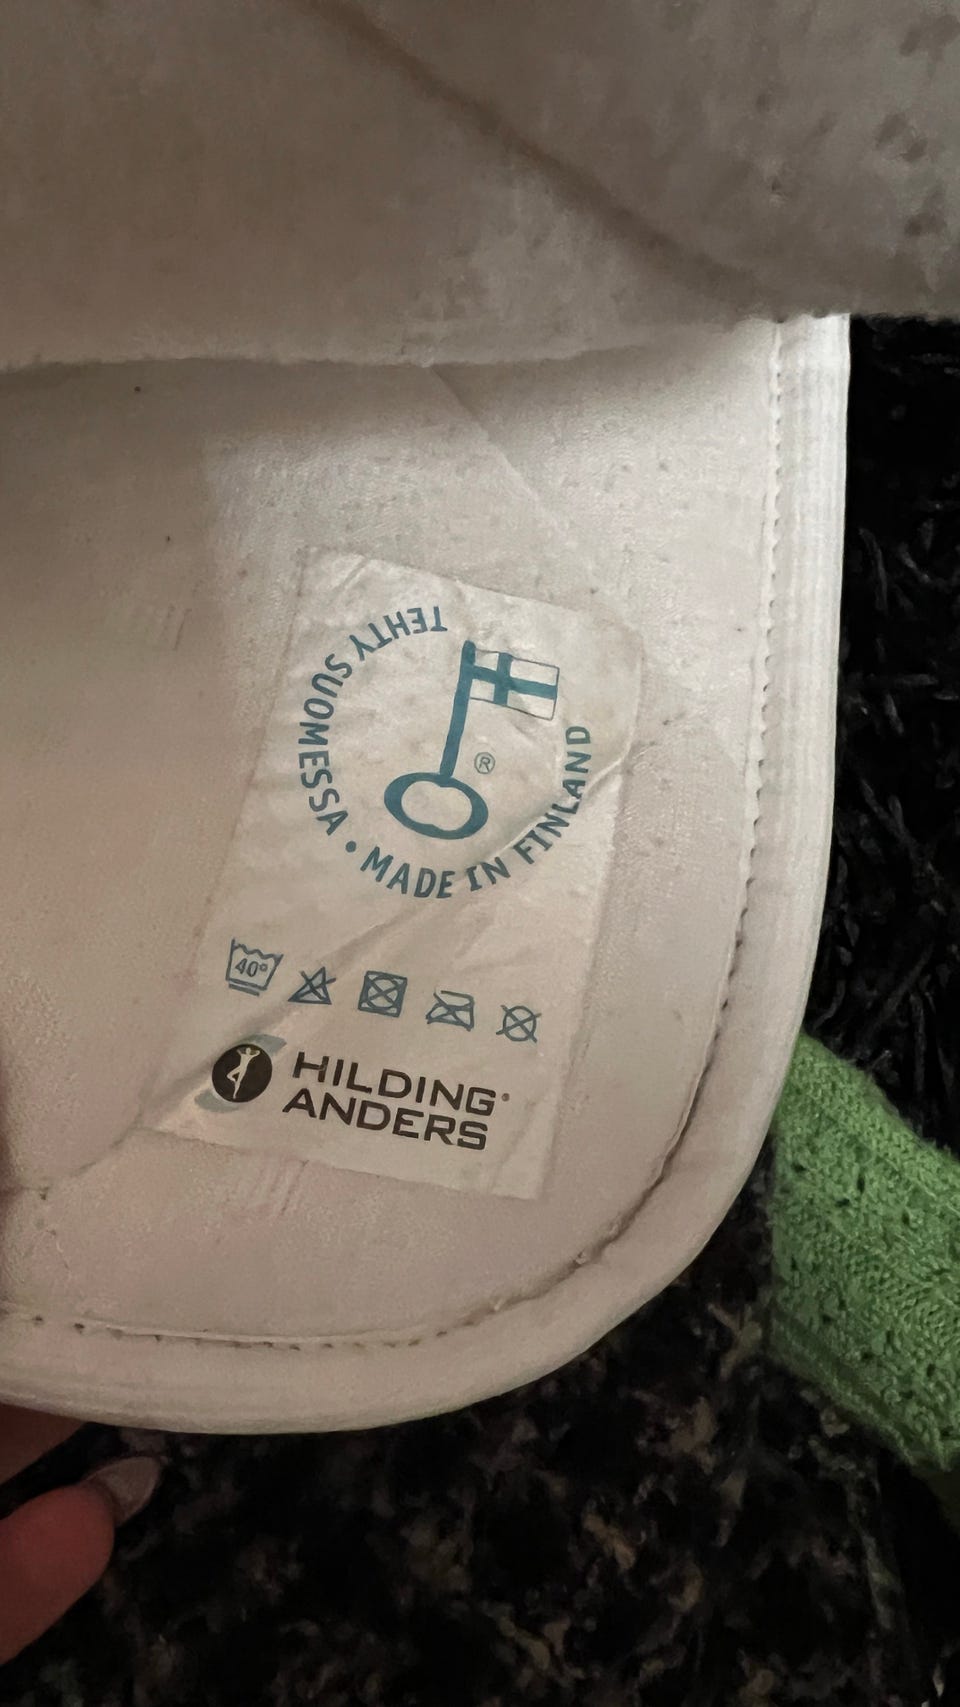 TEHTY SUOMESSA • MADE IN FINLAND
®
40°
HILDING
ANDERS